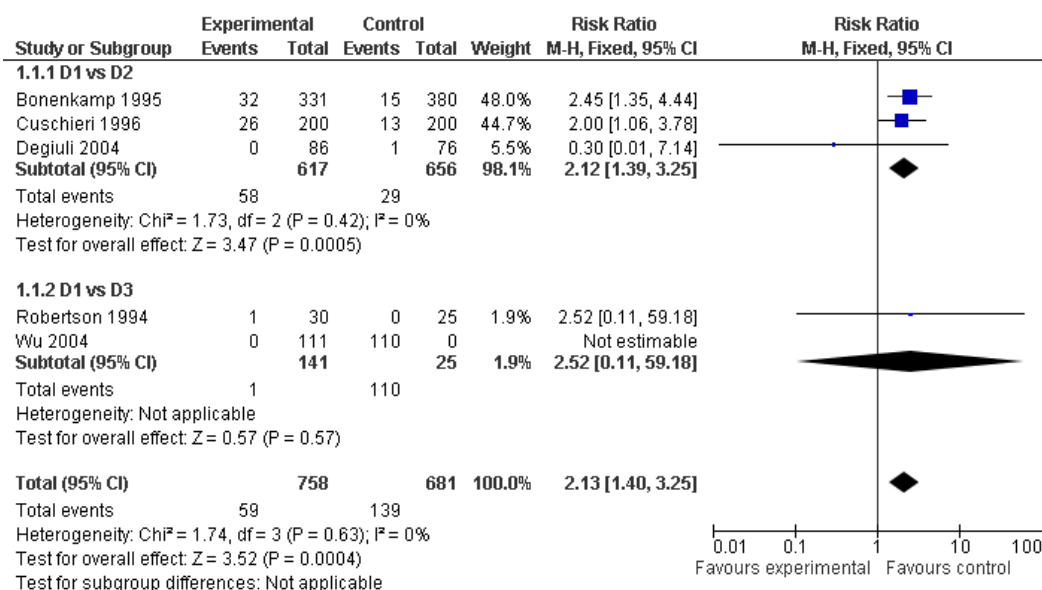 Experimental Control Risk Ratio Risk Ratio
Study or Subgroup Events Total Events Total Weight M-H, Fixed, 95% CI M-H, Fixed, 95% CI
1.1.1 D1 vs D2
Bonenkamp 1995 32 331 15 380 48.0% 2.45 [1.35, 4.44]
Cuschieri 1996 26 200 13 200 44.7% 2.00 [1.06, 3.78]
Degiuli 2004 0 86 1 76 5.5% 0.30 [0.01, 7.14]
Subtotal (95% CI) 617 656 98.1% 2.12 [1.39, 3.25]
Total events 58 29
Heterogeneity: Chi² = 1.73, df = 2 (P = 0.42); I² = 0%
Test for overall effect: Z = 3.47 (P = 0.0005)
1.1.2 D1 vs D3
Robertson 1994 1 30 0 25 1.9% 2.52 [0.11, 59.18]
Wu 2004 0 111 110 0 Not estimable
Subtotal (95% CI) 141 25 1.9% 2.52 [0.11, 59.18]
Total events 1 110
Heterogeneity: Not applicable
Test for overall effect: Z = 0.57 (P = 0.57)
Total (95% CI) 758 681 100.0% 2.13 [1.40, 3.25]
Total events 59 139
Heterogeneity: Chi² = 1.74, df = 3 (P = 0.63); I² = 0%
Test for overall effect: Z = 3.52 (P = 0.0004)
Test for subgroup differences: Not applicable
0.01 0.1 1 10 100
Favours experimental Favours control